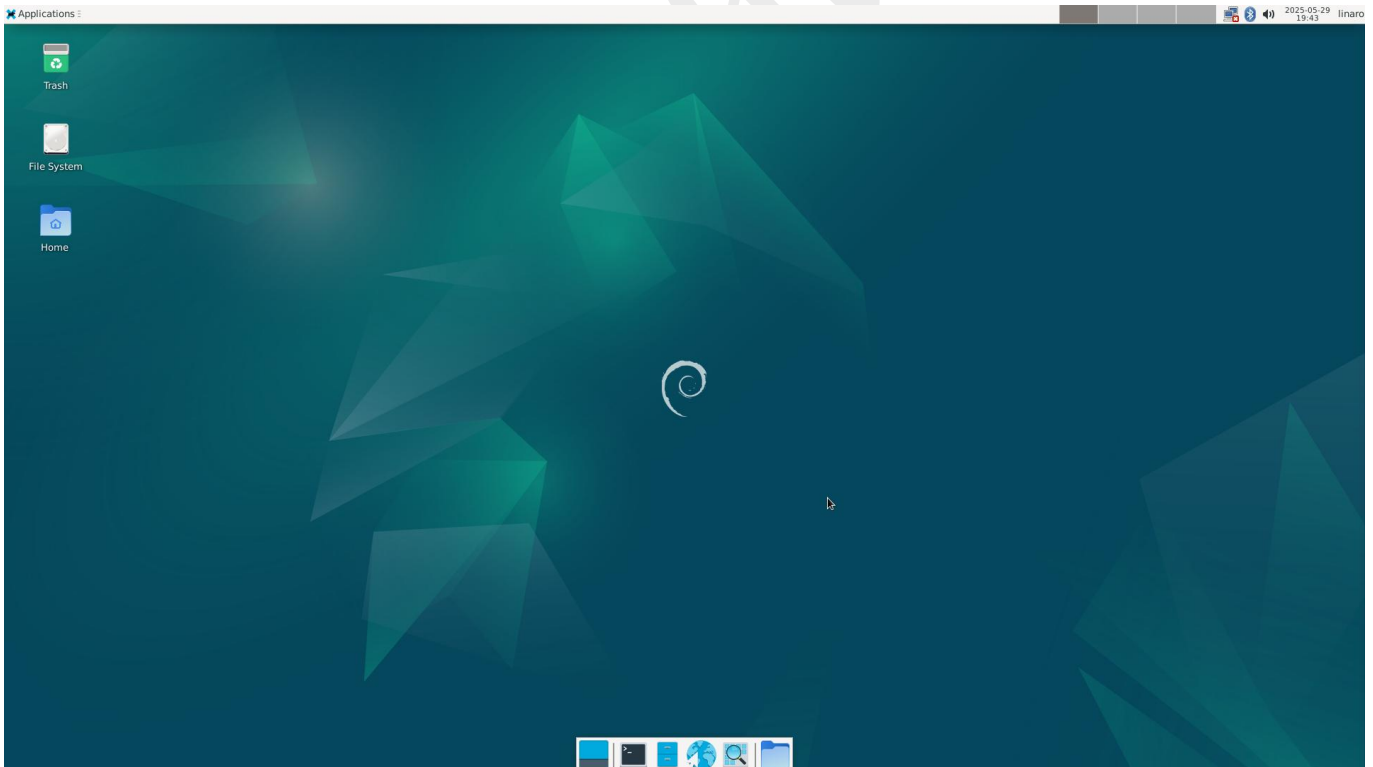 Applications
2025-05-29
19:43
linaro
Trash
File System
Home